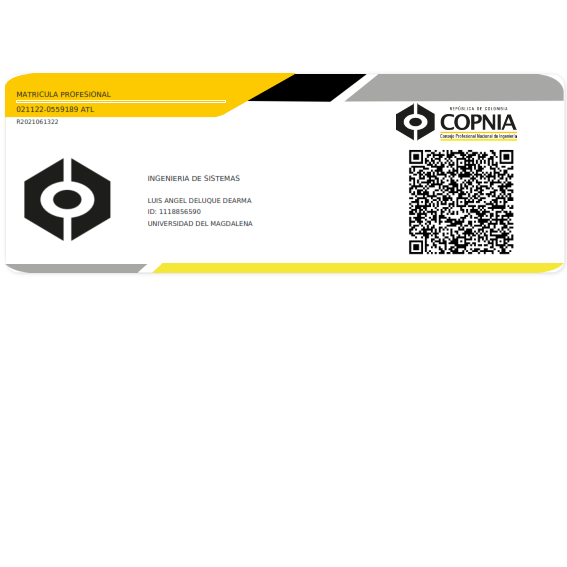 MATRICULA PROFESIONAL
021122-0559189 ATL
R2021061322
REPÚBLICA DE COLOMBIA
COPNIA
Consejo Profesional Nacional de Ingeniería
INGENIERIA DE SISTEMAS
LUIS ANGEL DELUQUE DEARMA
ID: 1118856590
UNIVERSIDAD DEL MAGDALENA